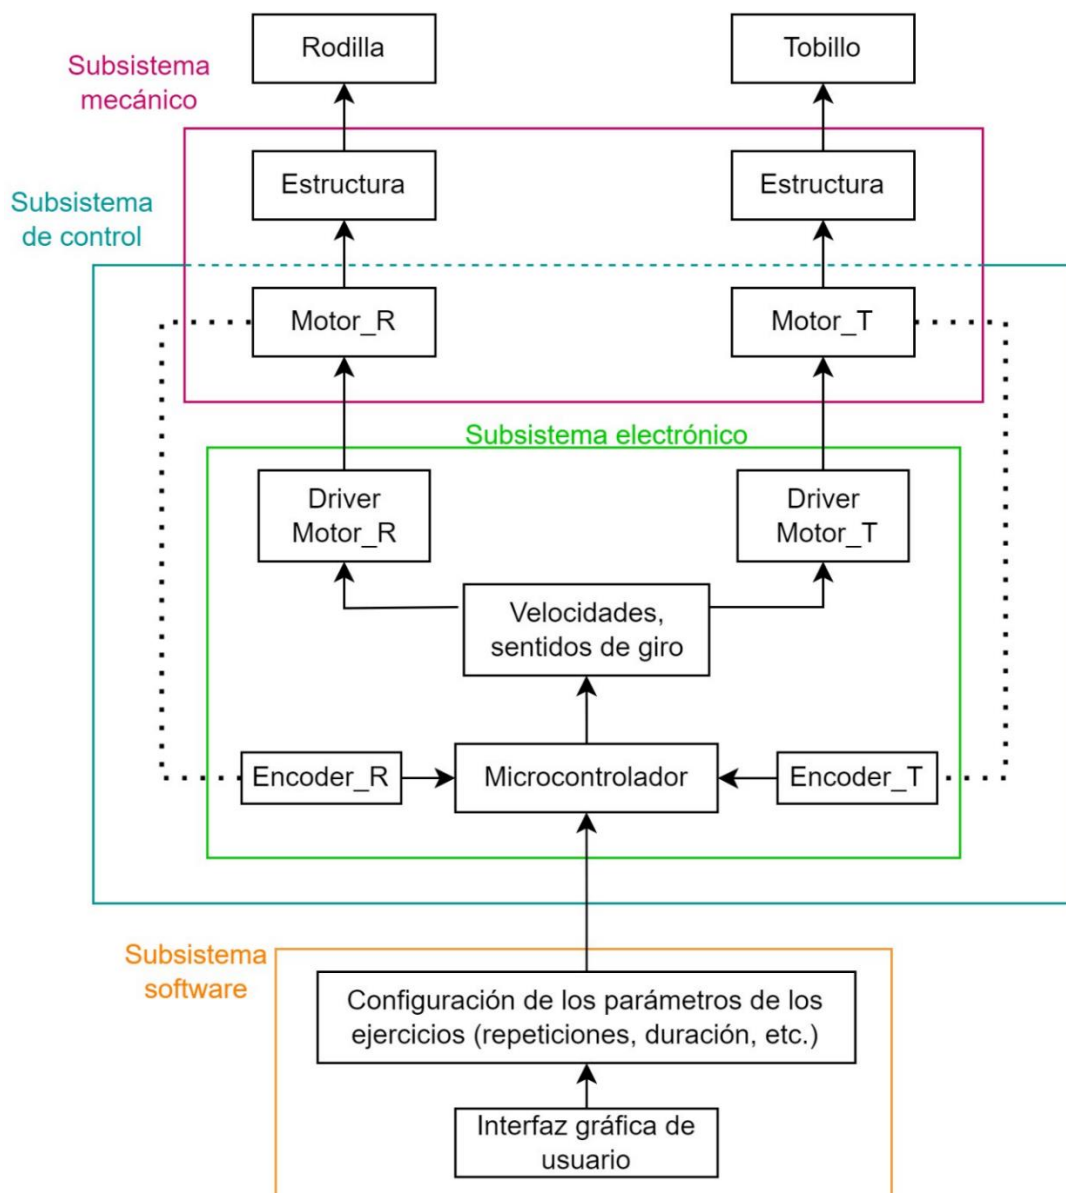 Rodilla
Tobillo
Subsistema
mecánico
Estructura
Estructura
Subsistema
de control
Motor_R
Motor_T
Subsistema electrónico
Driver
Motor_R
Driver
Motor_T
Velocidades,
sentidos de giro
Encoder_R
Microcontrolador
Encoder_T
Subsistema
software
Configuración de los parámetros de los
ejercicios (repeticiones, duración, etc.)
Interfaz gráfica de
usuario